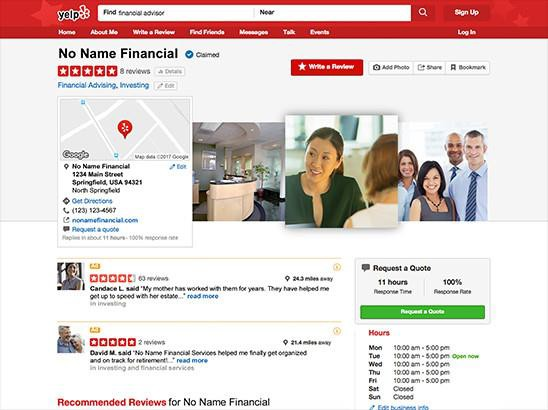 yelp
Find financial advisor
Near
Sign Up
Home About Me Write a Review Find Friends Messages Talk Events
Log In
No Name Financial Claimed
8 reviews Details
Financial Advising, Investing Edit
Write a Review
Add Photo Share Bookmark
Google
Map data ©2017 Google
No Name Financial Edit
1234 Main Street
Springfield, USA 94321
North Springfield
Get Directions
(123) 123-4567
nonamefinancial.com
Request a quote
Replies in about 11 hours · 100% response rate
Ad
63 reviews
24.3 miles away
Candace L. said "My mother has worked with them for years. They have helped me
get up to speed with her estate..." read more
in Investing
Ad
2 reviews
21.4 miles away
David M. said "No Name Financial Services helped me finally get organized
and on track for retirement!..." read more
in Investing and financial services
Recommended Reviews for No Name Financial
Request a Quote
11 hours 100%
Response Time Response Rate
Request a Quote
Hours
Mon 10:00 am - 5:00 pm
Tue 10:00 am - 5:00 pm Open now
Wed 10:00 am - 5:00 pm
Thu 10:00 am - 5:00 pm
Fri 10:00 am - 5:00 pm
Sat Closed
Sun Closed
Edit business info